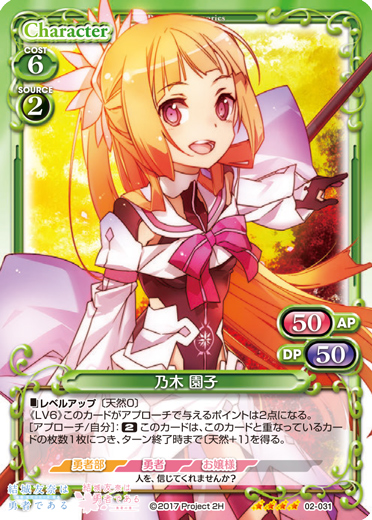 Character
COST
6
SOURCE
2
50 AP
DP 50
乃木 園子
■レベルアップ〔天然0〕
《LV6》このカードがアプローチで与えるポイントは2点になる。
[アプローチ/自分]:2 このカードは、このカードと重なっているカー
ドの枚数1枚につき、ターン終了時まで〔天然+1〕を得る。
勇者部 勇者 お嬢様
人を、信じてくれませんか?
結城友奈は
勇者である
©2017 Project 2H
★★★★ 02-031